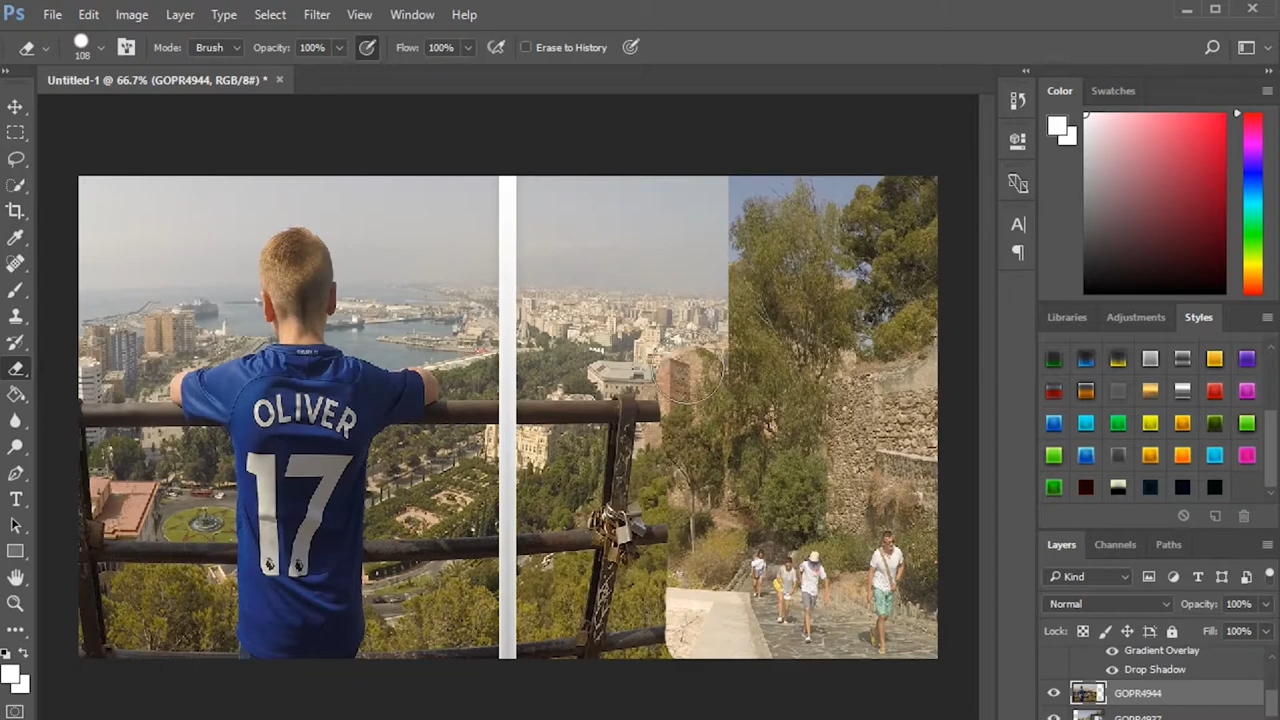 Ps File Edit Image Layer Type Select Filter View Window Help
108 Mode: Brush Opacity: 100% Flow: 100% Erase to History
Untitled-1 @ 66.7% (GOPR4944, RGB/8#) *
OLIVER
17
Color Swatches
Libraries Adjustments Styles
Layers Channels Paths
Kind
Normal Opacity: 100%
Lock: Fill: 100%
Gradient Overlay
Drop Shadow
GOPR4944